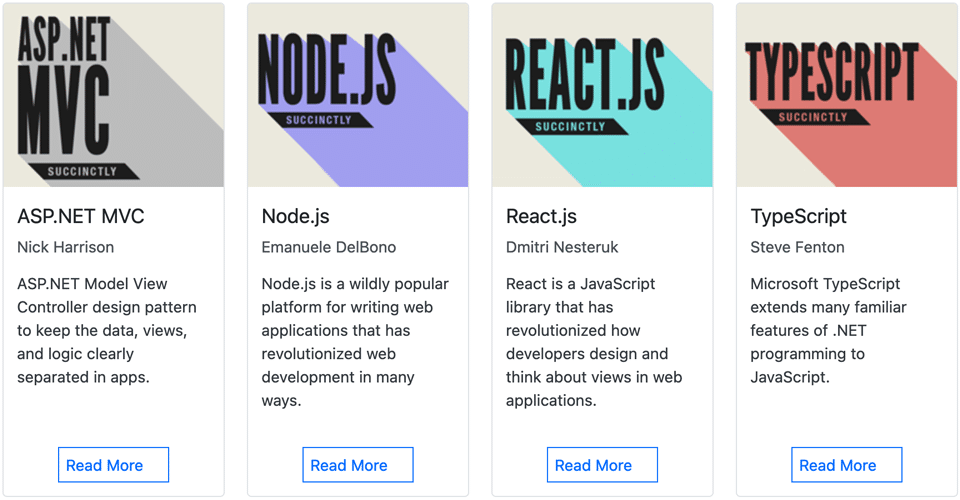 ASP.NET
MVC
SUCCINCTLY
ASP.NET MVC
Nick Harrison
ASP.NET Model View
Controller design pattern
to keep the data, views,
and logic clearly
separated in apps.
Read More
NODE.JS
SUCCINCTLY
Node.js
Emanuele DelBono
Node.js is a wildly popular
platform for writing web
applications that has
revolutionized web
development in many
ways.
Read More
REACT.JS
SUCCINCTLY
React.js
Dmitri Nesteruk
React is a JavaScript
library that has
revolutionized how
developers design and
think about views in web
applications.
Read More
TYPESCRIPT
SUCCINCTLY
TypeScript
Steve Fenton
Microsoft TypeScript
extends many familiar
features of .NET
programming to
JavaScript.
Read More